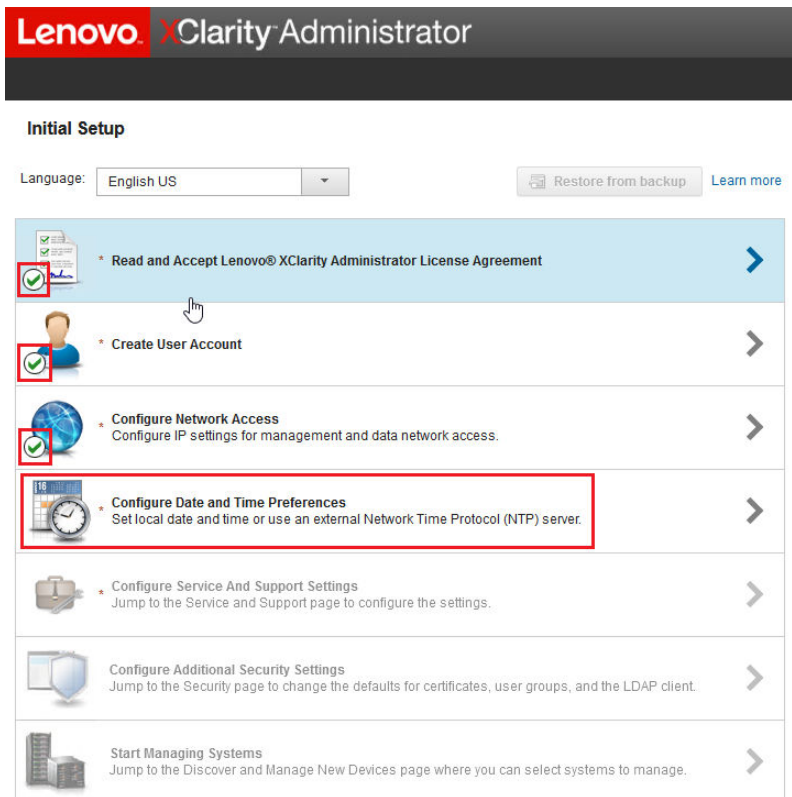 Lenovo. XClarity Administrator
Initial Setup
Language: English US Restore from backup Learn more
* Read and Accept Lenovo® XClarity Administrator License Agreement
* Create User Account
* Configure Network Access
Configure IP settings for management and data network access.
16
* Configure Date and Time Preferences
Set local date and time or use an external Network Time Protocol (NTP) server.
* Configure Service And Support Settings
Jump to the Service and Support page to configure the settings.
Configure Additional Security Settings
Jump to the Security page to change the defaults for certificates, user groups, and the LDAP client.
Start Managing Systems
Jump to the Discover and Manage New Devices page where you can select systems to manage.